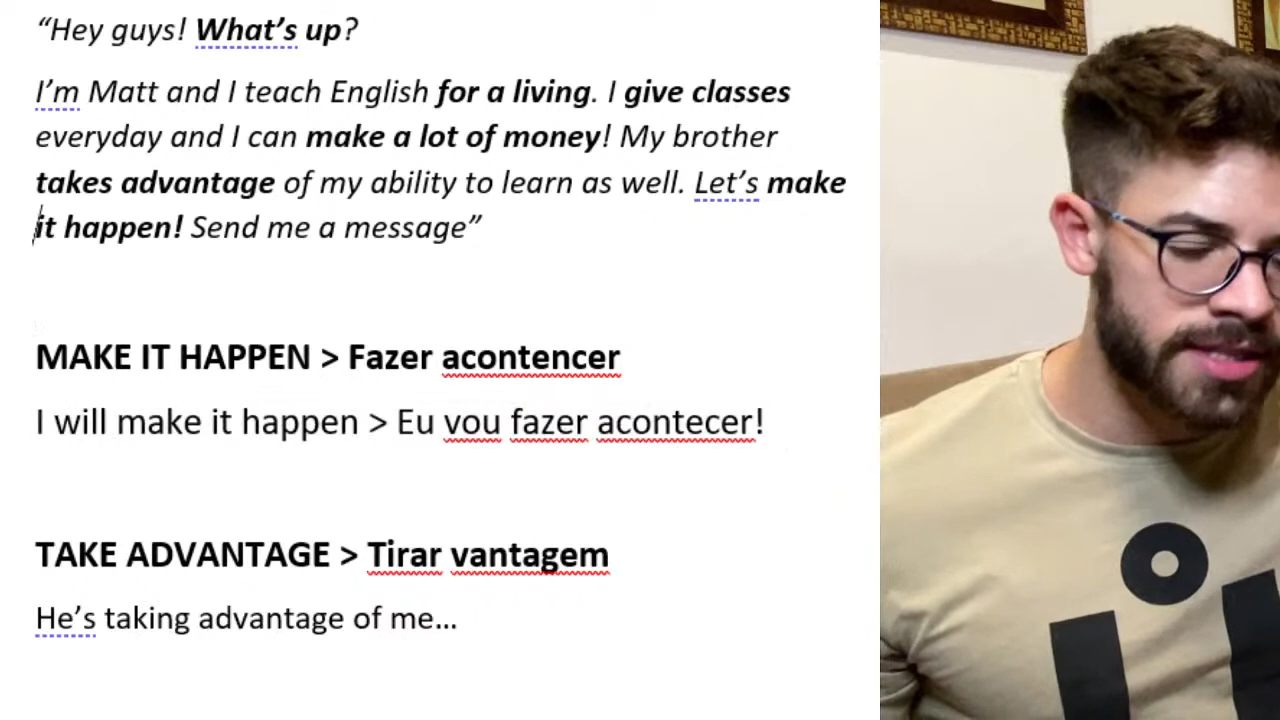 “Hey guys! What’s up?
I’m Matt and I teach English for a living. I give classes
everyday and I can make a lot of money! My brother
takes advantage of my ability to learn as well. Let’s make
it happen! Send me a message”
MAKE IT HAPPEN > Fazer acontencer
I will make it happen > Eu vou fazer acontecer!
TAKE ADVANTAGE > Tirar vantagem
He’s taking advantage of me…